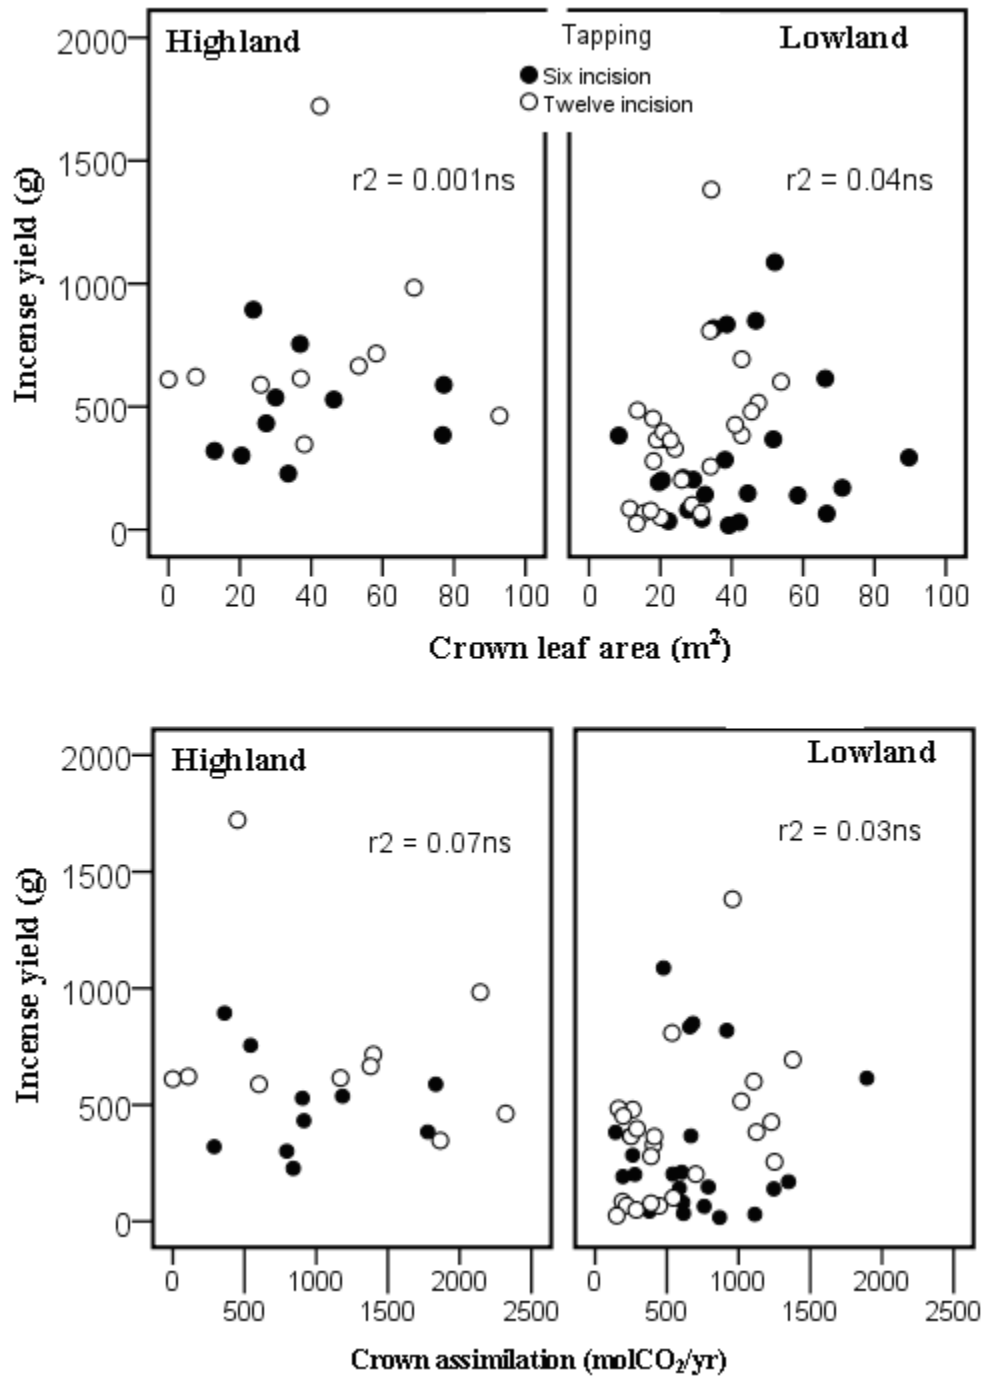 Highland
Tapping
Six incision
Twelve incision
Lowland
r2 = 0.001ns
r2 = 0.04ns
Incense yield (g)
2000
1500
1000
500
0
0 20 40 60 80 100
0 20 40 60 80 100
Crown leaf area (m²)
Highland
Lowland
r2 = 0.07ns
r2 = 0.03ns
Incense yield (g)
2000
1500
1000
500
0
0 1000 2000
500 1500 2500
0 1000 2000
500 1500 2500
Crown assimilation (molCO₂/yr)